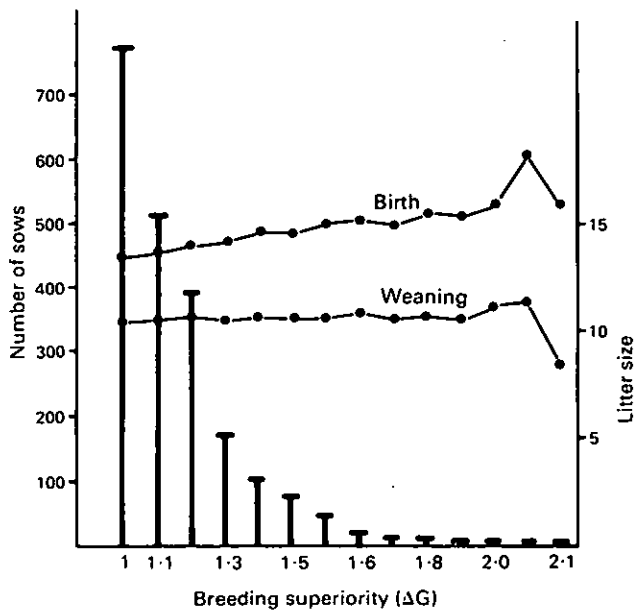 700
600
500
400
300
200
100
Number of sows
Birth
Weaning
15
10
5
Litter size
1 1·1 1·3 1·5 1·6 1·8 2·0 2·1
Breeding superiority (ΔG)